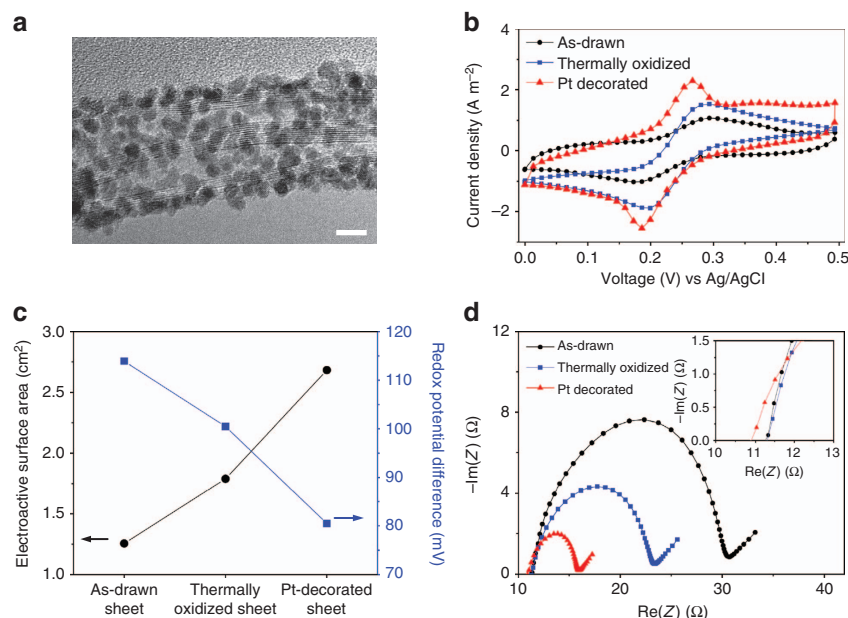 a
b
4
2
0
−2
Current density (A m−2)
As-drawn
Thermally oxidized
Pt decorated
0.0 0.1 0.2 0.3 0.4 0.5
Voltage (V) vs Ag/AgCl
c
3.0
2.5
2.0
1.5
1.0
Electroactive surface area (cm2)
120
110
100
90
80
70
Redox potential difference
(mV)
As-drawn Thermally Pt-decorated
sheet oxidized sheet sheet
d
12
8
4
0
−Im(Z) (Ω)
As-drawn
Thermally oxidized
Pt decorated
10 20 30 40
Re(Z) (Ω)
1.5
1.0
0.5
0.0
−Im(Z) (Ω)
10 11 12 13
Re(Z) (Ω)